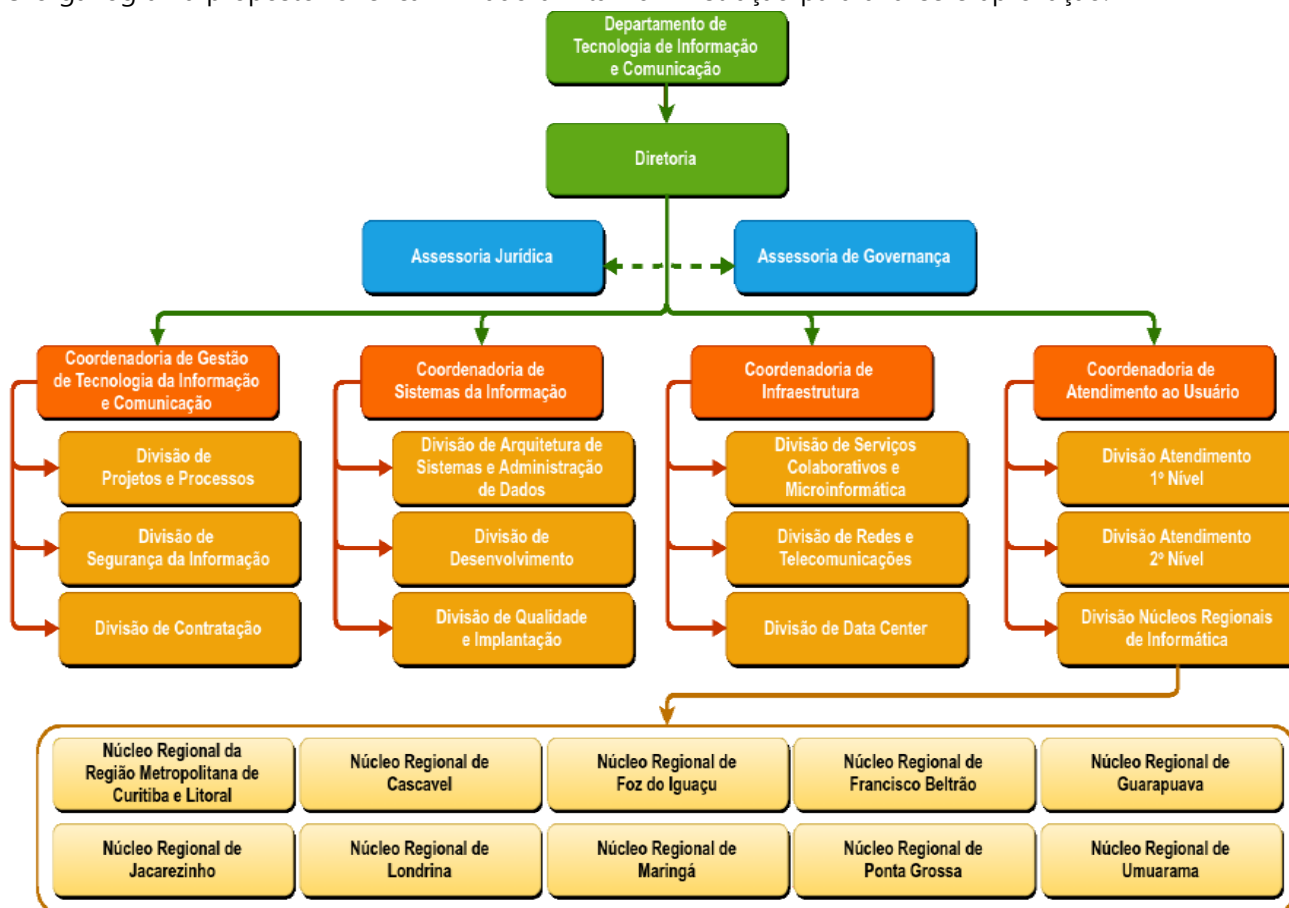 Departamento de
Tecnologia de Informação
e Comunicação
Diretoria
Assessoria Jurídica
Assessoria de Governança
Coordenadoria de Gestão
de Tecnologia da Informação
e Comunicação
Coordenadoria de
Sistemas da Informação
Coordenadoria de
Infraestrutura
Coordenadoria de
Atendimento ao Usuário
Divisão de
Projetos e Processos
Divisão de Arquitetura de
Sistemas e Administração
de Dados
Divisão de Serviços
Colaborativos e
Microinformática
Divisão Atendimento
1º Nível
Divisão de
Segurança da Informação
Divisão de
Desenvolvimento
Divisão de Redes e
Telecomunicações
Divisão Atendimento
2º Nível
Divisão de Contratação
Divisão de Qualidade
e Implantação
Divisão de Data Center
Divisão Núcleos Regionais
de Informática
Núcleo Regional da
Região Metropolitana de
Curitiba e Litoral
Núcleo Regional de
Cascavel
Núcleo Regional de
Foz do Iguaçu
Núcleo Regional de
Francisco Beltrão
Núcleo Regional de
Guarapuava
Núcleo Regional de
Jacarezinho
Núcleo Regional de
Londrina
Núcleo Regional de
Maringá
Núcleo Regional de
Ponta Grossa
Núcleo Regional de
Umuarama